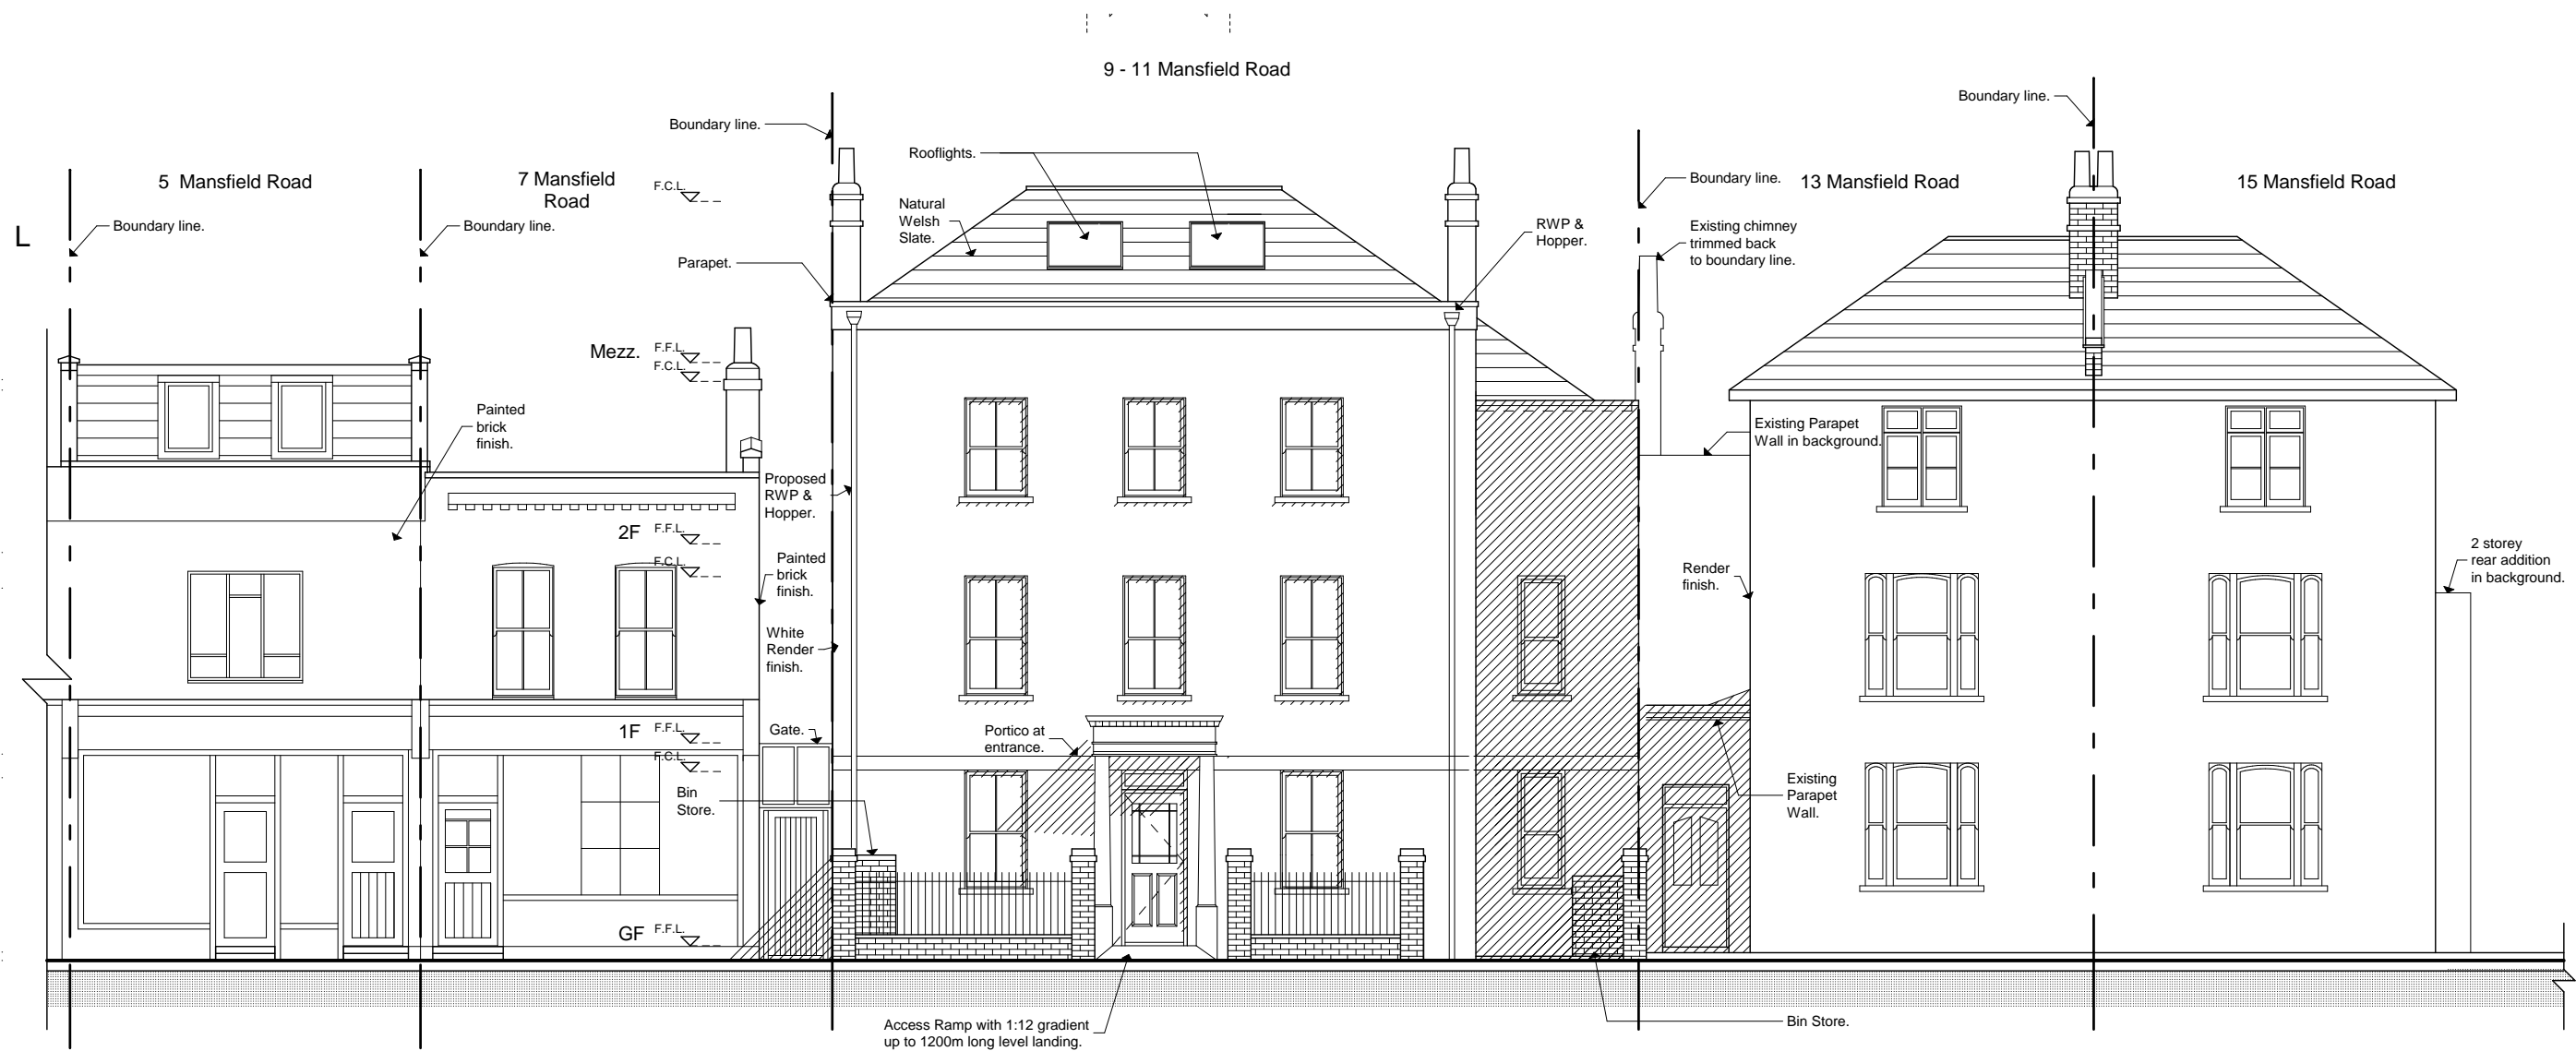 9 - 11 Mansfield Road
Boundary line.
Boundary line.
Rooflights.
5 Mansfield Road
7 Mansfield
Road
F.C.L.
Boundary line.
13 Mansfield Road
15 Mansfield Road
Natural
Welsh
Slate.
RWP &
Hopper.
Existing chimney
trimmed back
to boundary line.
L
Boundary line.
Boundary line.
Parapet.
Mezz.
F.F.L.
F.C.L.
Painted
brick
finish.
Existing Parapet
Wall in background.
Proposed
RWP &
Hopper.
2F
F.F.L.
F.C.L.
Painted
brick
finish.
Render
finish.
2 storey
rear addition
in background.
White
Render
finish.
1F
F.F.L.
Gate.
Portico at
entrance.
F.C.L.
Bin
Store.
Existing
Parapet
Wall.
GF
F.F.L.
Access Ramp with 1:12 gradient
up to 1200m long level landing.
Bin Store.